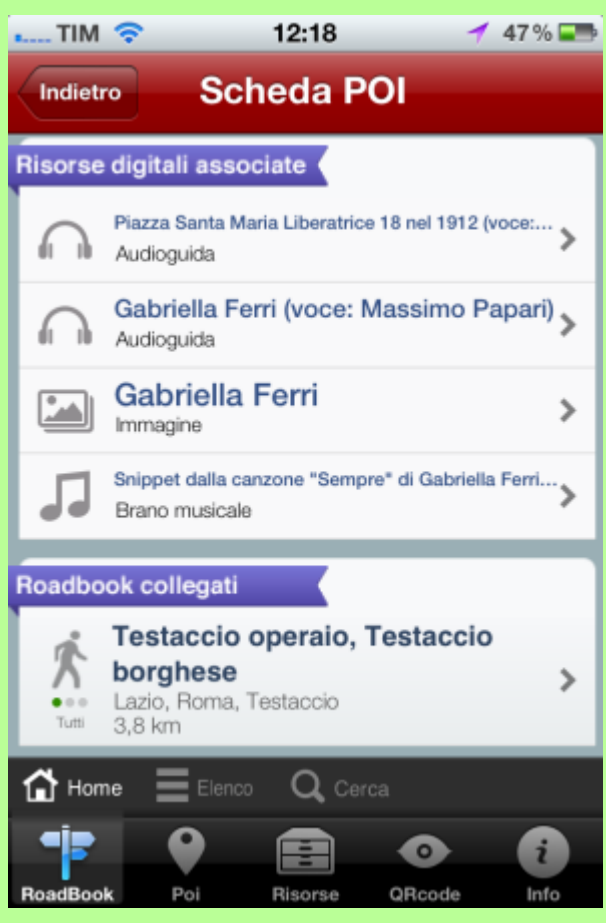 TIM 12:18 47%
Indietro Scheda POI
Risorse digitali associate
Piazza Santa Maria Liberatrice 18 nel 1912 (voce:...
Audioguida
Gabriella Ferri (voce: Massimo Papari)
Audioguida
Gabriella Ferri
Immagine
Snippet dalla canzone "Sempre" di Gabriella Ferri...
Brano musicale
Roadbook collegati
Testaccio operaio, Testaccio
borghese
Lazio, Roma, Testaccio
Tutti 3,8 km
Home Elenco Cerca
RoadBook Poi Risorse QRcode Info